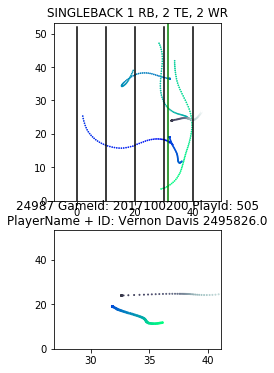 SINGLEBACK 1 RB, 2 TE, 2 WR
50
40
30
20
10
0
0 20 40
24987 GameId: 2017100200, PlayId: 505
PlayerName + ID: Vernon Davis 2495826.0
40
20
0
30 35 40